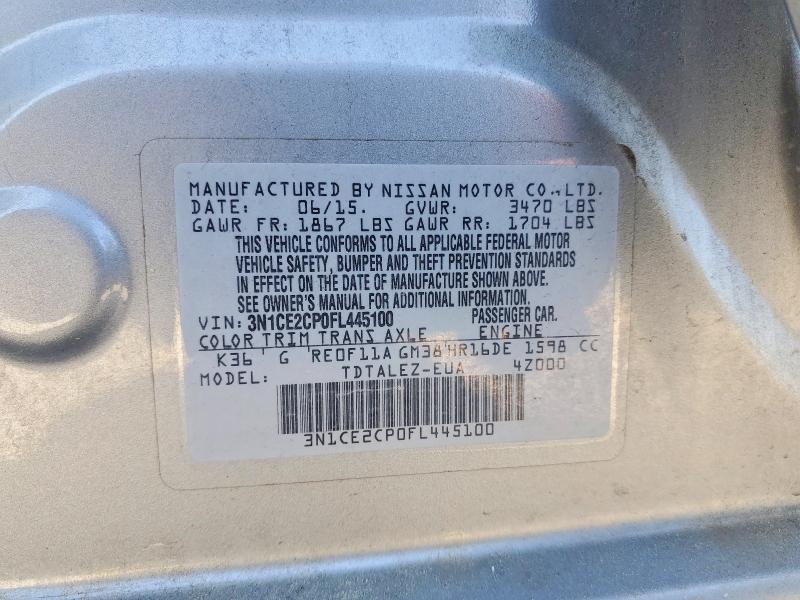 MANUFACTURED BY NISSAN MOTOR CO.,LTD.
DATE: 06/15. GVWR: 3470 LBS
GAWR FR: 1867 LBS GAWR RR: 1704 LBS
THIS VEHICLE CONFORMS TO ALL APPLICABLE FEDERAL MOTOR
VEHICLE SAFETY, BUMPER AND THEFT PREVENTION STANDARDS
IN EFFECT ON THE DATE OF MANUFACTURE SHOWN ABOVE.
SEE OWNER'S MANUAL FOR ADDITIONAL INFORMATION.
VIN: 3N1CE2CP0FL445100 PASSENGER CAR.
COLOR TRIM TRANS AXLE ENGINE
K36 G RE0F11A GM38 HR16DE 1598 CC
MODEL: TDTALEZ-EUA 4Z000
3N1CE2CP0FL445100